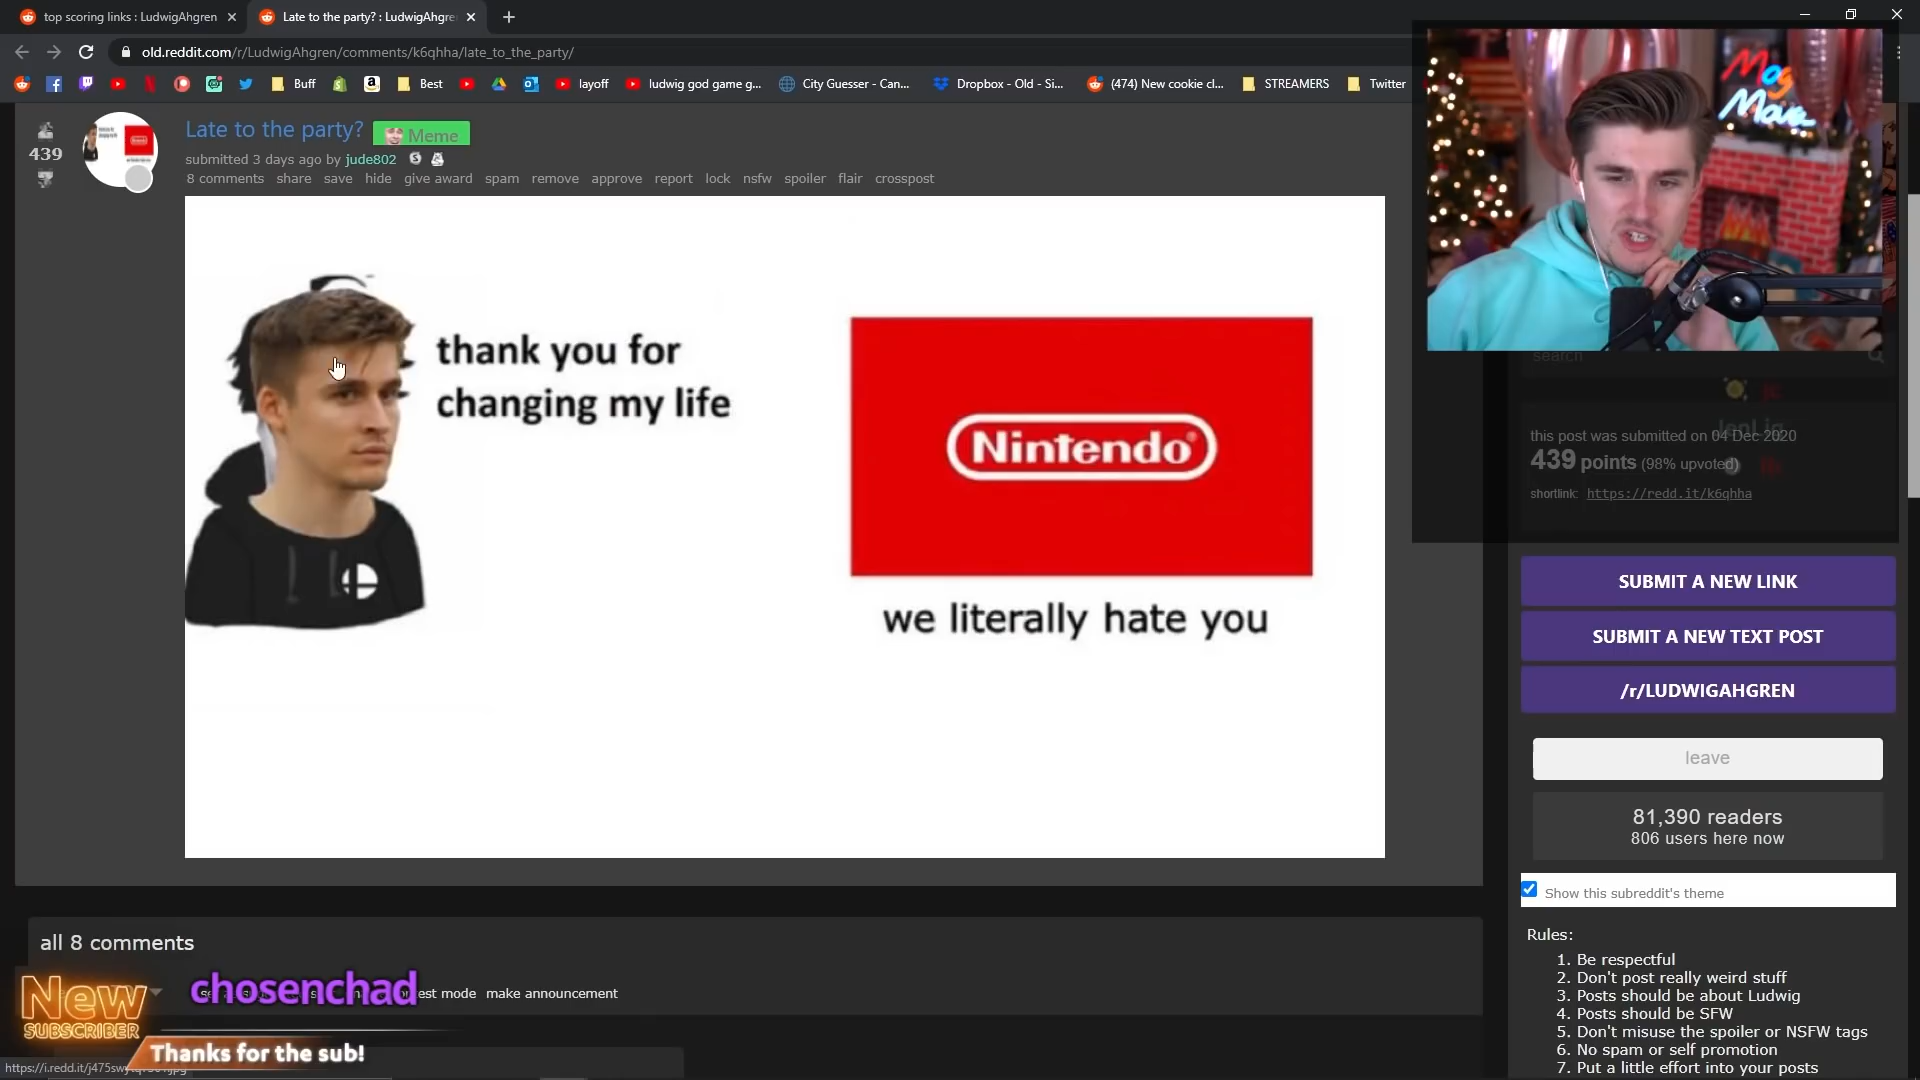 top scoring links : LudwigAhgren
Late to the party? : LudwigAhgre
old.reddit.com/r/LudwigAhgren/comments/k6qhha/late_to_the_party/
Buff
Best
layoff
ludwig god game g...
City Guesser - Can...
Dropbox - Old - Si...
(474) New cookie cl...
STREAMERS
Twitter
Mog
Moves
439
Late to the party?
Meme
submitted 3 days ago by jude802
8 comments share save hide give award spam remove approve report lock nsfw spoiler flair crosspost
thank you for
changing my life
Nintendo®
we literally hate you
search
this post was submitted on 04 Dec 2020
439 points (98% upvoted)
shortlink: https://redd.it/k6qhha
SUBMIT A NEW LINK
SUBMIT A NEW TEXT POST
/r/LUDWIGAHGREN
leave
81,390 readers
806 users here now
Show this subreddit's theme
Rules:
1. Be respectful
2. Don't post really weird stuff
3. Posts should be about Ludwig
4. Posts should be SFW
5. Don't misuse the spoiler or NSFW tags
6. No spam or self promotion
7. Put a little effort into your posts
all 8 comments
chosenchad
mode make announcement
New
SUBSCRIBER
Thanks for the sub!